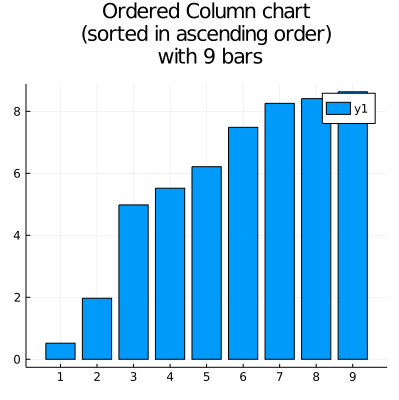 Ordered Column chart
(sorted in ascending order)
with 9 bars
8
y1
6
4
2
0
1 2 3 4 5 6 7 8 9